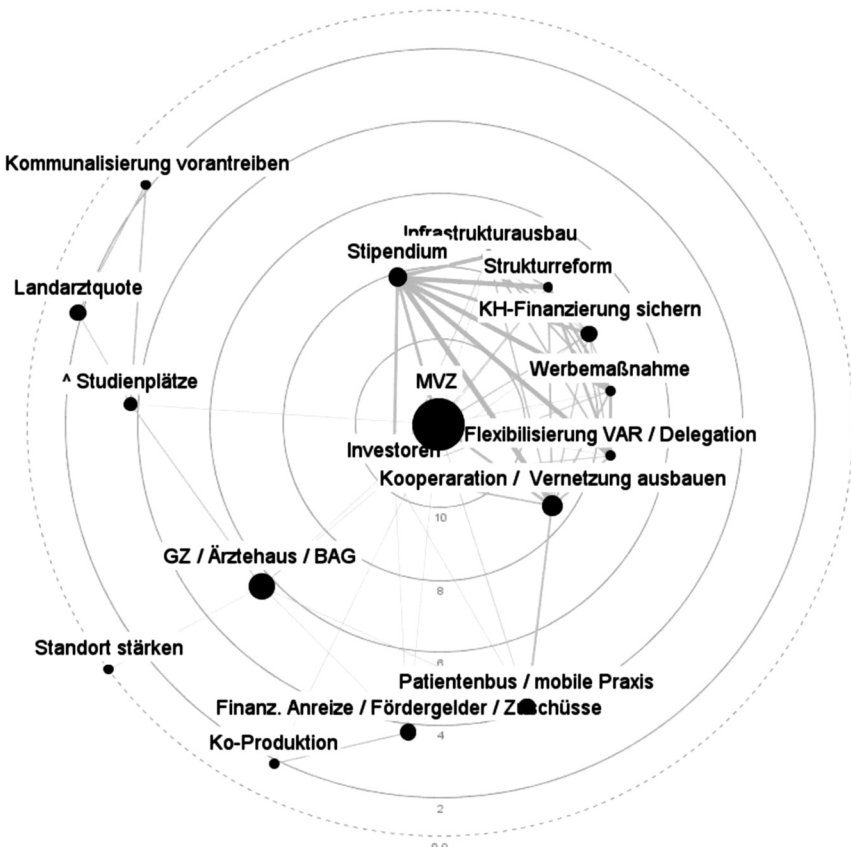 Kommunalisierung vorantreiben
Infrastrukturausbau
Stipendium
Strukturreform
Landarztquote
KH-Finanzierung sichern
Werbemaßnahme
^ Studienplätze
MVZ
Flexibilisierung VAR / Delegation
Investoren
Kooperaration / Vernetzung ausbauen
10
GZ / Ärztehaus / BAG
8
Standort stärken
6
Patientenbus / mobile Praxis
Finanz. Anreize / Fördergelder / Zuschüsse
4
Ko-Produktion
2
0.0